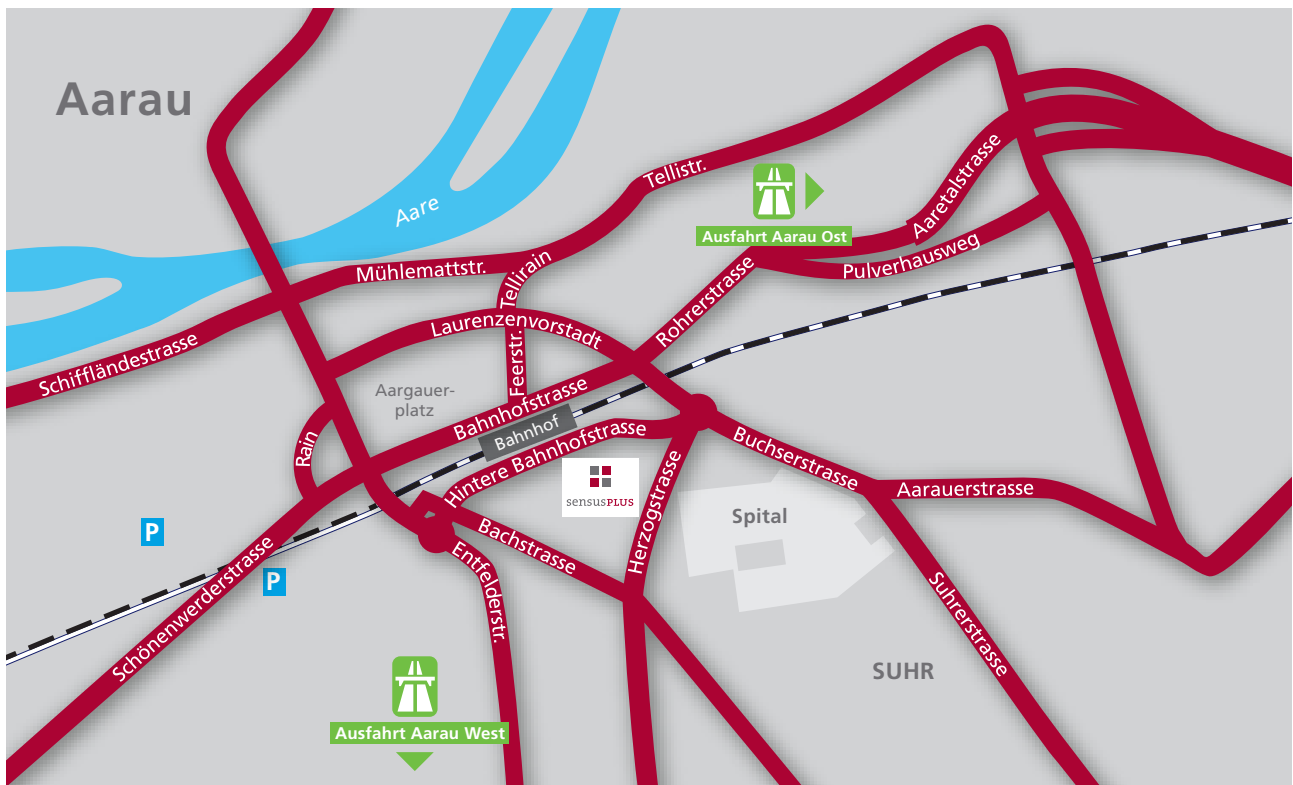 Aarau
Aare
Tellistr.
Aaretalstrasse
Ausfahrt Aarau Ost
Pulverhausweg
Mühlemattstr.
Tellirain
Rohrerstrasse
Laurenzenvorstadt
Schiffländestrasse
Feerstr.
Aargauer-
platz
Bahnhofstrasse
Bahnhof
Hintere Bahnhofstrasse
Rain
Buchserstrasse
Aarauerstrasse
sensusPLUS
Herzogstrasse
Spital
P
P
Bachstrasse
Entfelderstr.
Schönenwerderstrasse
Suhrerstrasse
SUHR
Ausfahrt Aarau West